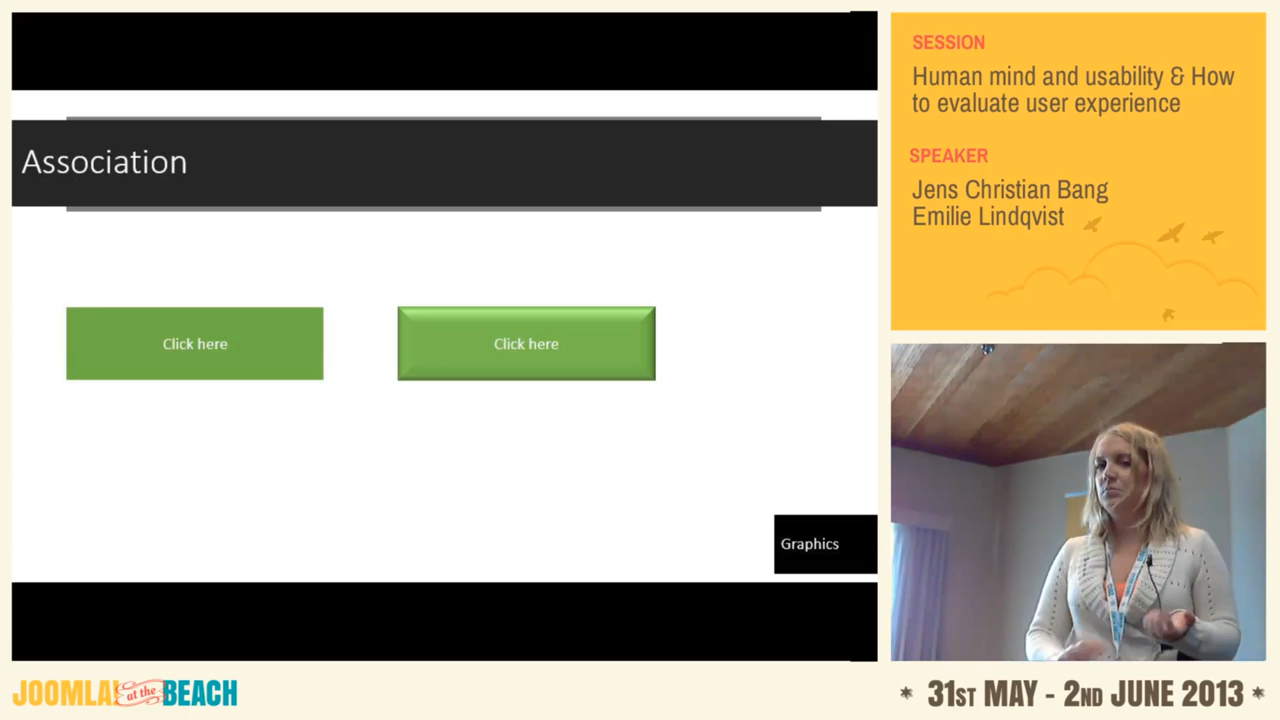 Association
Click here
Click here
Graphics
SESSION
Human mind and usability & How
to evaluate user experience
SPEAKER
Jens Christian Bang
Emilie Lindqvist
JOOMLA! at the BEACH
* 31ST MAY - 2ND JUNE 2013 *